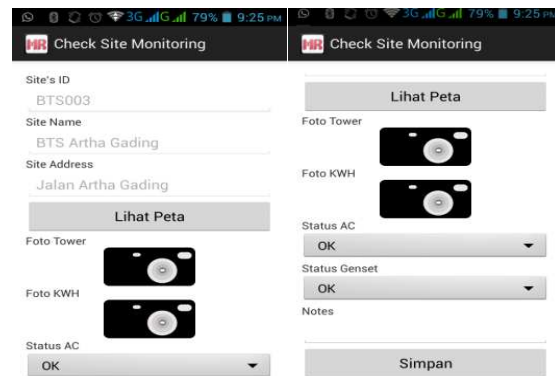 3G G 79% 9:25 PM
MR Check Site Monitoring
Site's ID
BTS003
Site Name
BTS Artha Gading
Site Address
Jalan Artha Gading
Lihat Peta
Foto Tower
Foto KWH
Status AC
OK
3G G 79% 9:25 PM
MR Check Site Monitoring
Lihat Peta
Foto Tower
Foto KWH
Status AC
OK
Status Genset
OK
Notes
Simpan